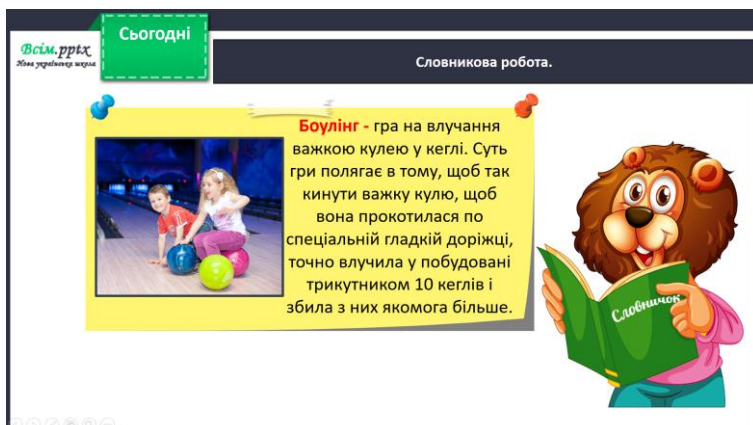 Сьогодні
Всім.pptx
Нова українська школа
Словникова робота.
Боулінг - гра на влучання
важкою кулею у кеглі. Суть
гри полягає в тому, щоб так
кинути важку кулю, щоб
вона прокотилася по
спеціальній гладкій доріжці,
точно влучила у побудовані
трикутником 10 кеглів і
збила з них якомога більше.
Словничок